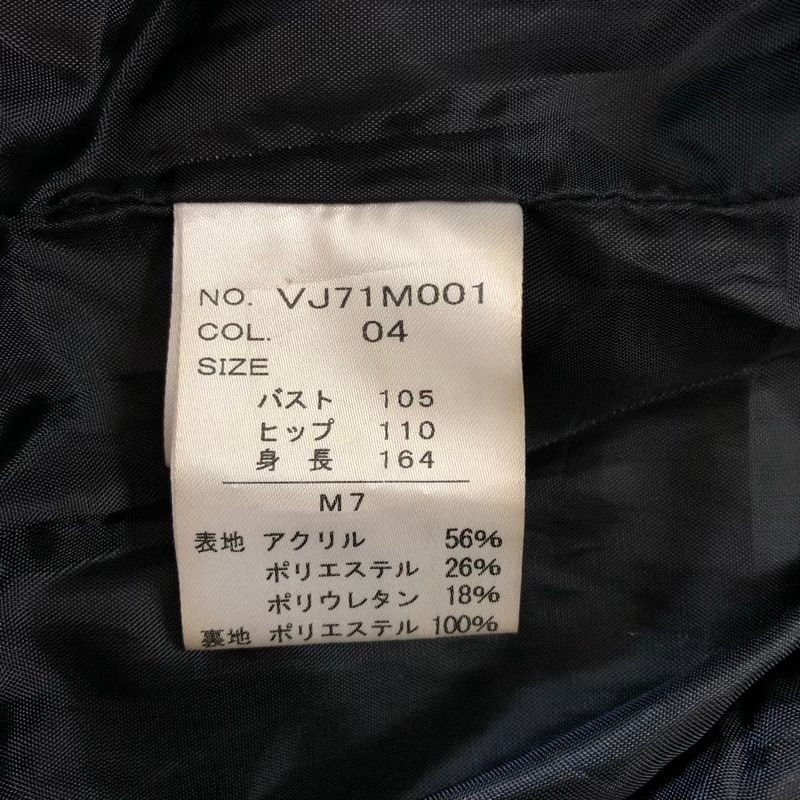 NO. VJ71M001
COL. 04
SIZE
バスト 105
ヒップ 110
身長 164
M7
表地 アクリル 56%
ポリエステル 26%
ポリウレタン 18%
裏地 ポリエステル 100%